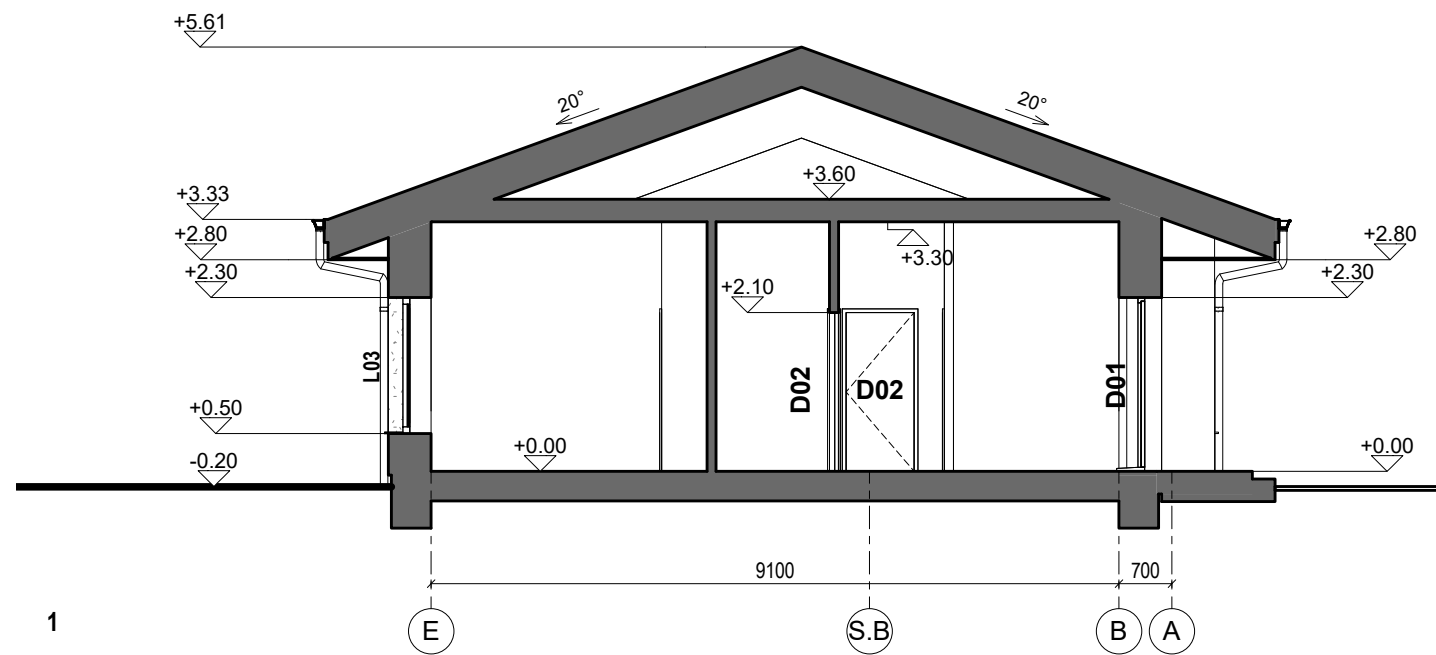 +5.61
20°
20°
+3.33
+3.60
+2.80
+3.30
+2.80
+2.30
+2.10
+2.30
L03
D02
D02
D01
+0.50
+0.00
-0.20
+0.00
9100
700
1
E
S.B
B
A